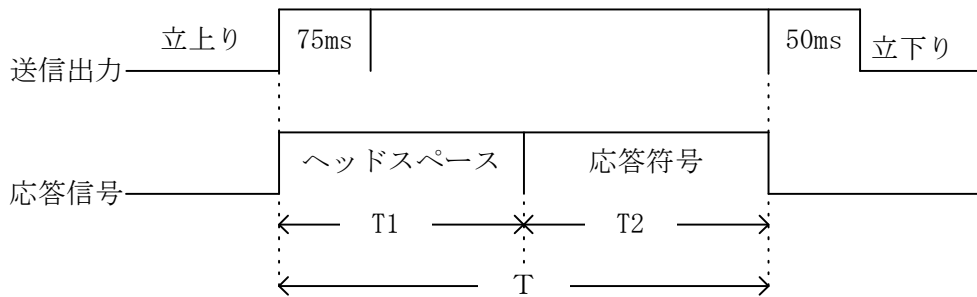 立上り 75ms 50ms 立下り
送信出力
ヘッドスペース 応答符号
応答信号
T1 T2
T